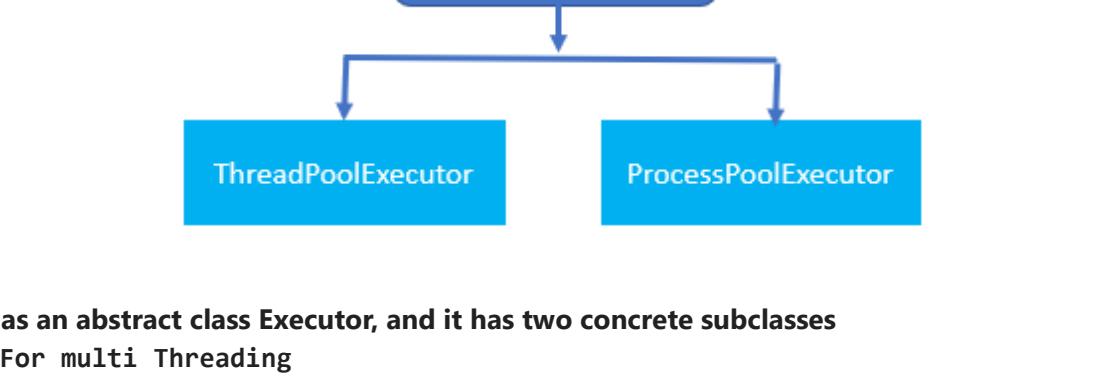 ThreadPoolExecutor
ProcessPoolExecutor
as an abstract class Executor, and it has two concrete subclasses
For multi Threading